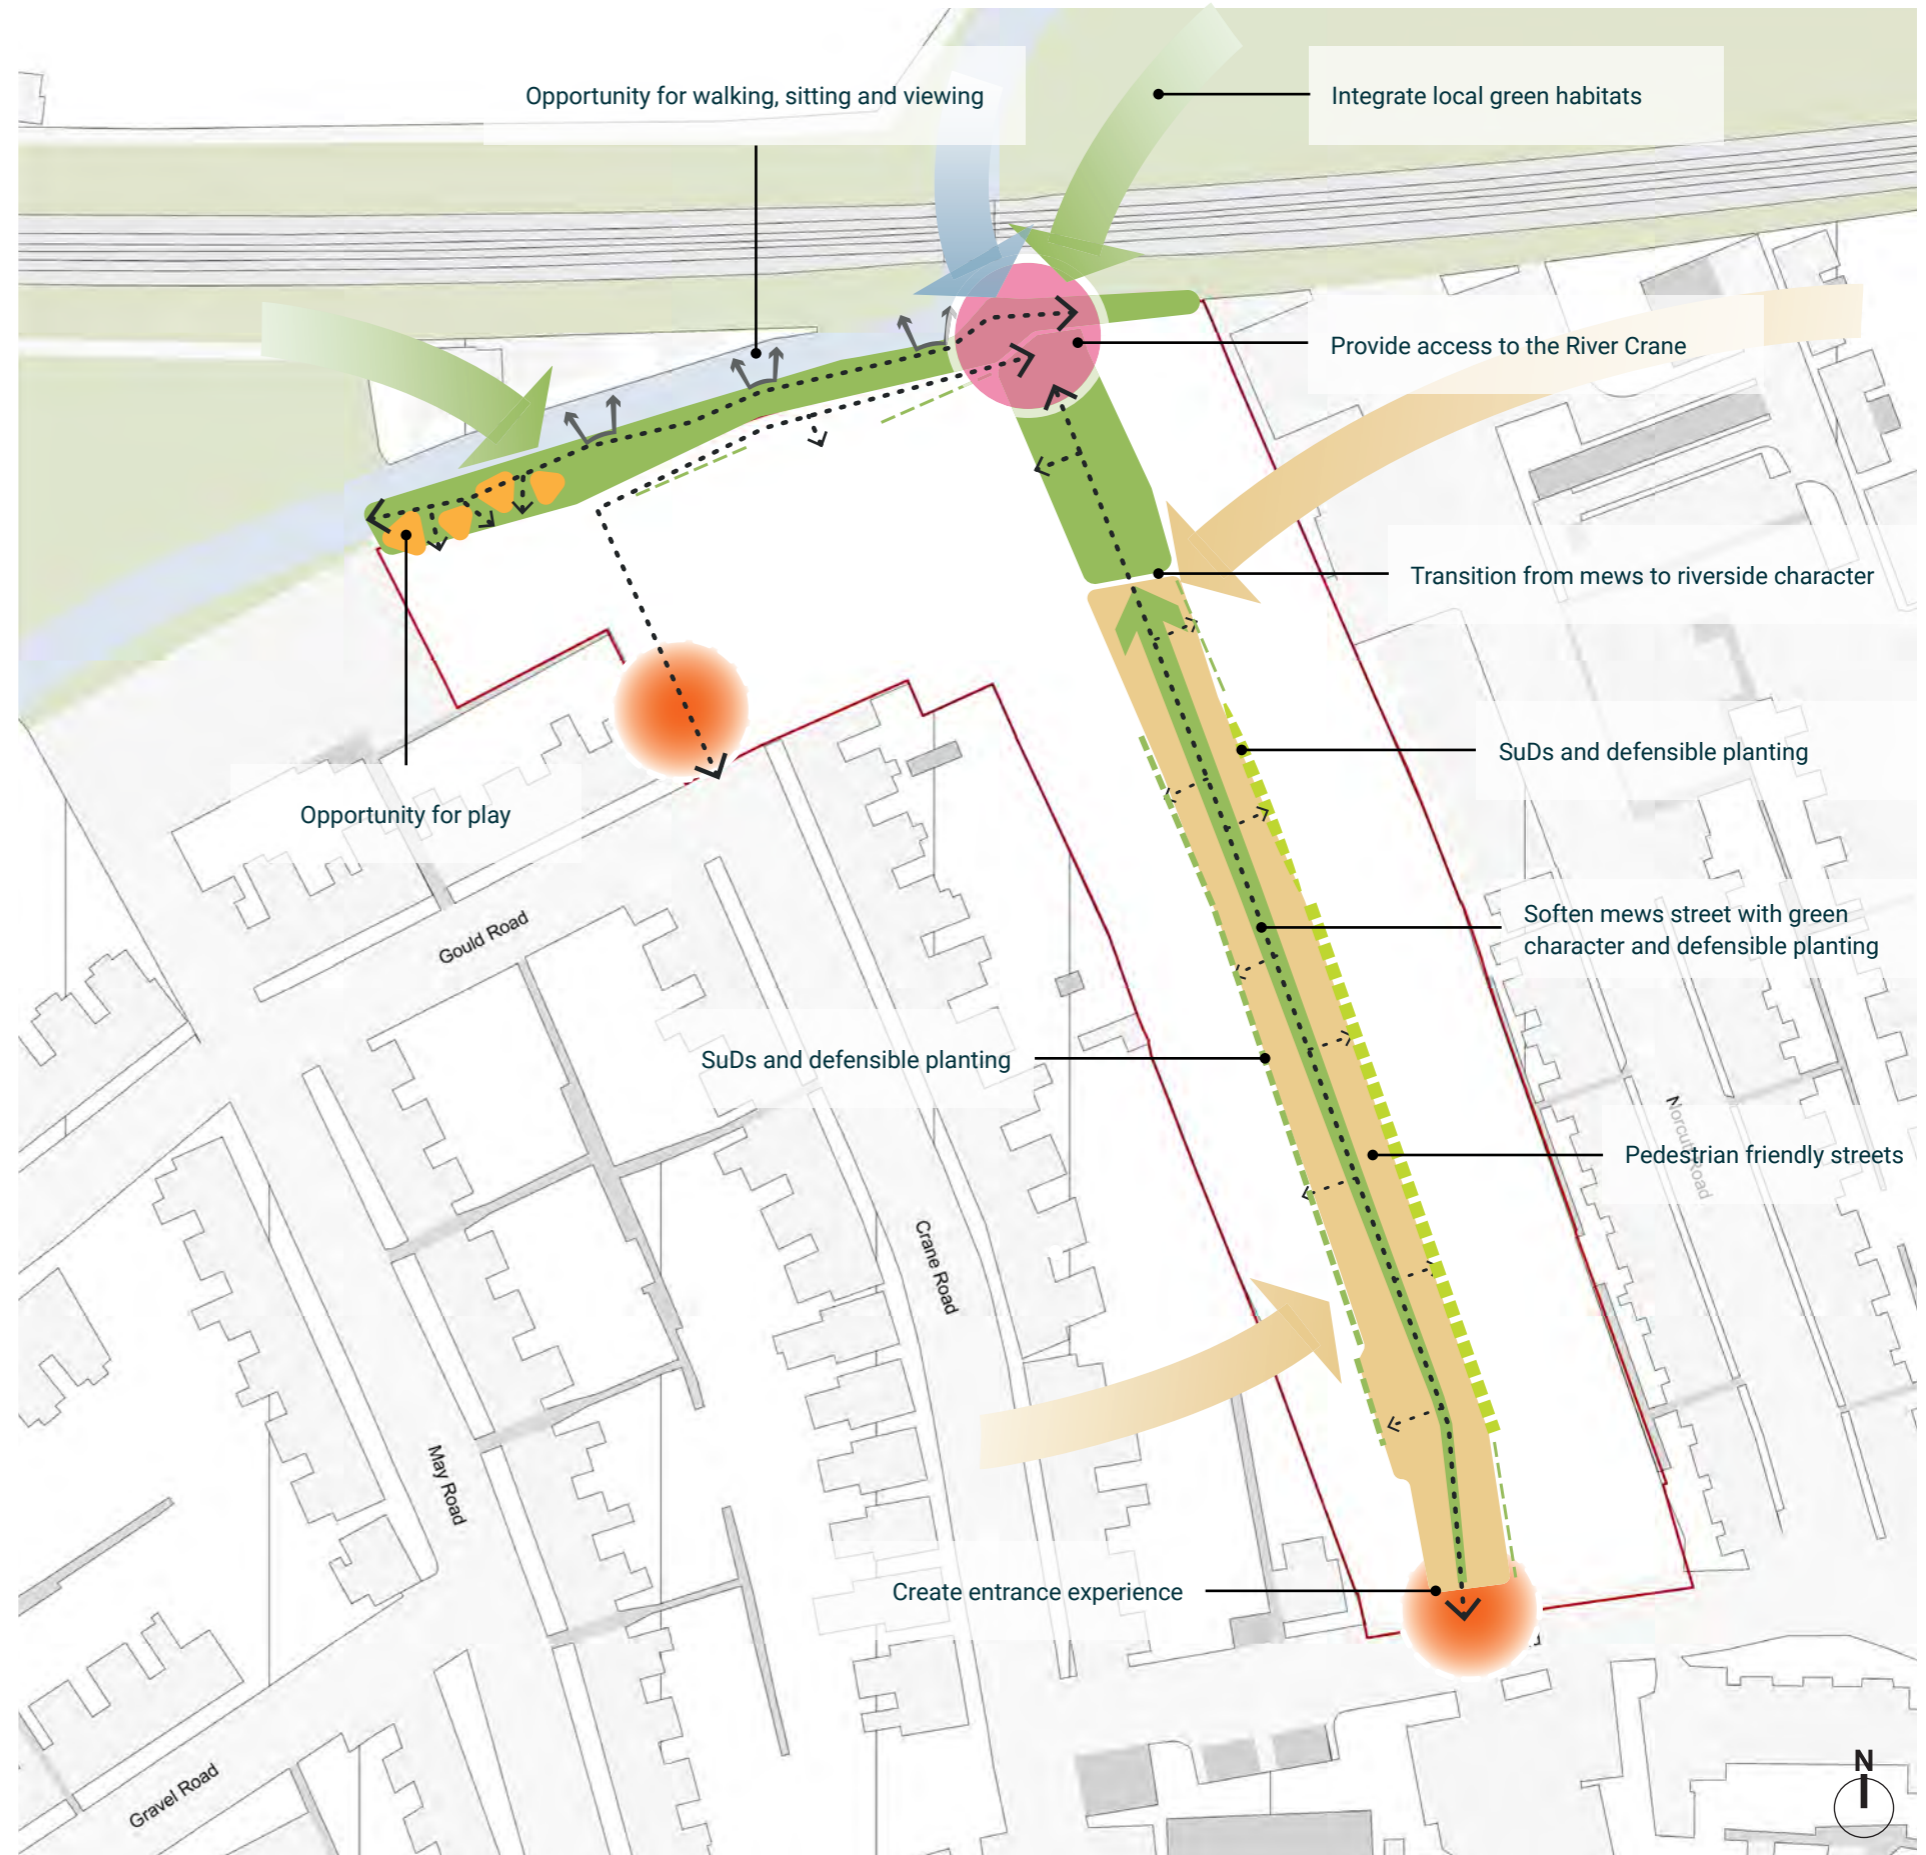 Opportunity for walking, sitting and viewing
Integrate local green habitats
Provide access to the River Crane
Transition from mews to riverside character
SuDs and defensible planting
Opportunity for play
Soften mews street with green
character and defensible planting
Gould Road
SuDs and defensible planting
Norcutt Road
Pedestrian friendly streets
Crane Road
May Road
Create entrance experience
Gravel Road
N